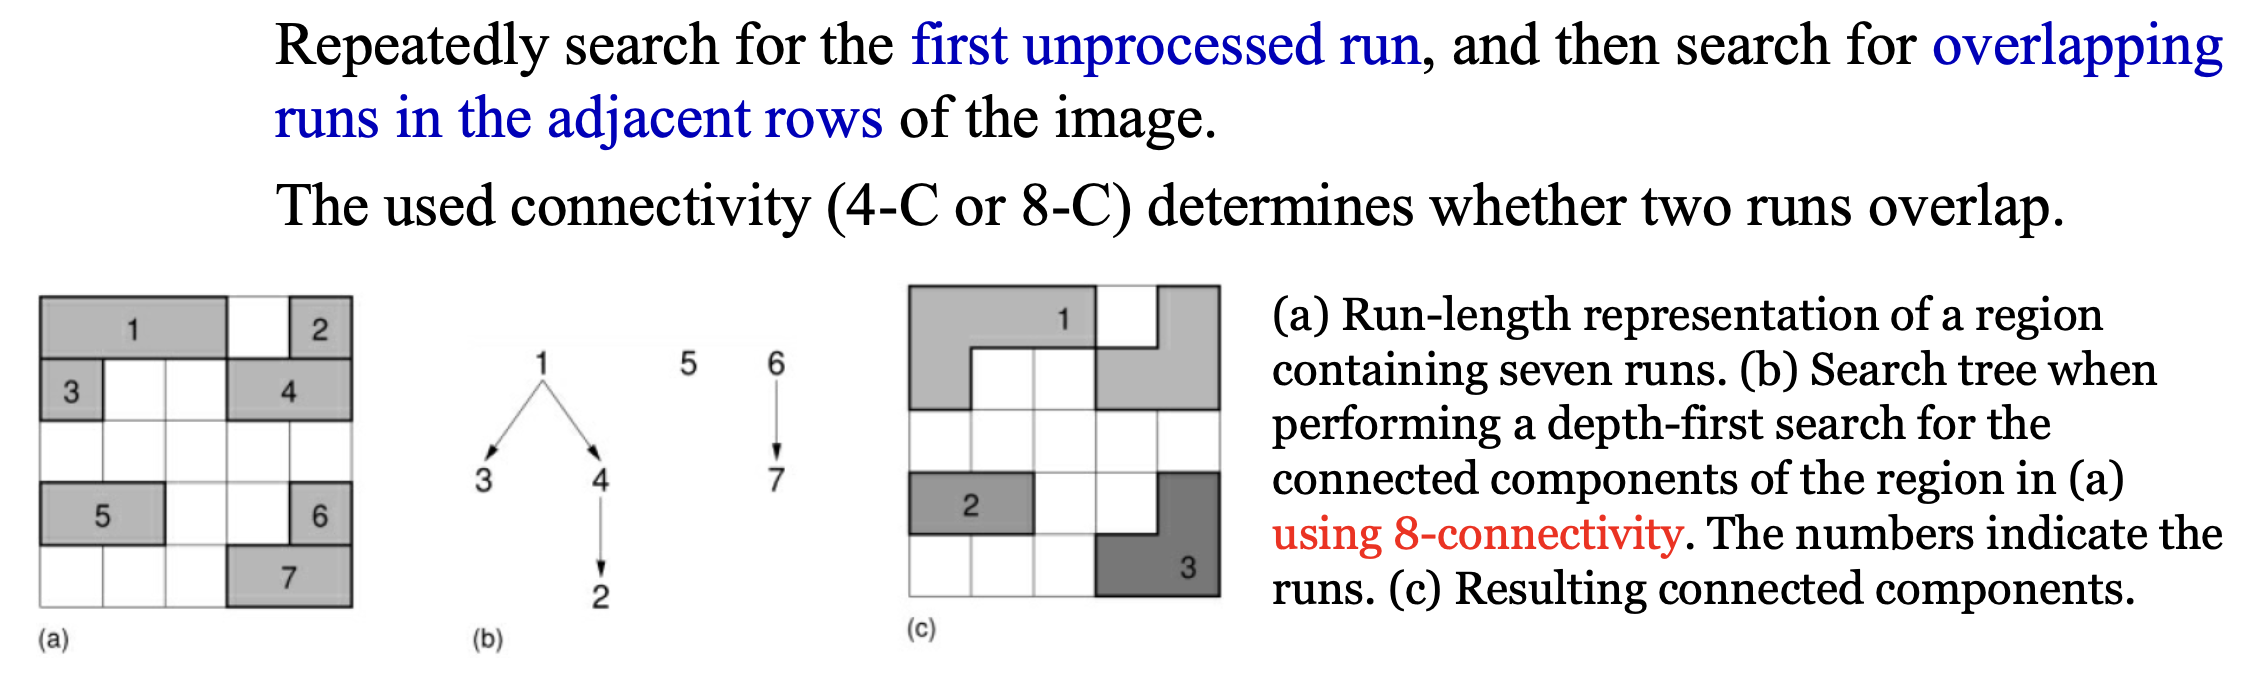 Repeatedly search for the first unprocessed run, and then search for overlapping
runs in the adjacent rows of the image.
The used connectivity (4-C or 8-C) determines whether two runs overlap.
1
2
3
4
5
6
7
(a)
1
5
6
3
4
7
2
(b)
1
2
3
(c)
(a) Run-length representation of a region
containing seven runs. (b) Search tree when
performing a depth-first search for the
connected components of the region in (a)
using 8-connectivity. The numbers indicate the
runs. (c) Resulting connected components.